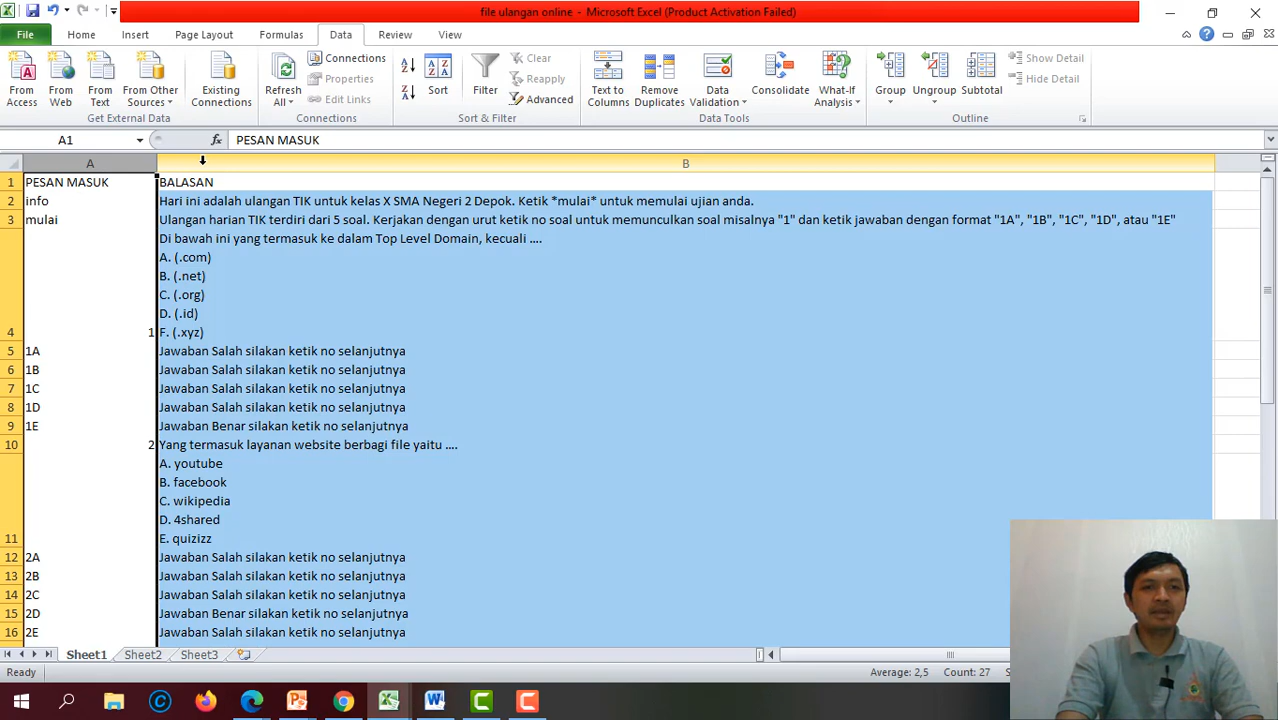 file ulangan online - Microsoft Excel (Product Activation Failed)
File Home Insert Page Layout Formulas Data Review View
From Access
From Web
From Text
From Other Sources
Existing Connections
Get External Data
Refresh All
Connections
Properties
Edit Links
Connections
Sort
Filter
Clear
Reapply
Advanced
Sort & Filter
Text to Columns
Remove Duplicates
Data Validation
Consolidate
What-If Analysis
Data Tools
Group
Ungroup
Subtotal
Show Detail
Hide Detail
Outline
A1 fx PESAN MASUK
A B
1 PESAN MASUK BALASAN
2 info Hari ini adalah ulangan TIK untuk kelas X SMA Negeri 2 Depok. Ketik *mulai* untuk memulai ujian anda.
3 mulai Ulangan harian TIK terdiri dari 5 soal. Kerjakan dengan urut ketik no soal untuk memunculkan soal misalnya "1" dan ketik jawaban dengan format "1A", "1B", "1C", "1D", atau "1E"
Di bawah ini yang termasuk ke dalam Top Level Domain, kecuali ....
A. (.com)
B. (.net)
C. (.org)
D. (.id)
4 1 F. (.xyz)
5 1A Jawaban Salah silakan ketik no selanjutnya
6 1B Jawaban Salah silakan ketik no selanjutnya
7 1C Jawaban Salah silakan ketik no selanjutnya
8 1D Jawaban Salah silakan ketik no selanjutnya
9 1E Jawaban Benar silakan ketik no selanjutnya
10 2 Yang termasuk layanan website berbagi file yaitu ....
A. youtube
B. facebook
C. wikipedia
D. 4shared
11 E. quizizz
12 2A Jawaban Salah silakan ketik no selanjutnya
13 2B Jawaban Salah silakan ketik no selanjutnya
14 2C Jawaban Salah silakan ketik no selanjutnya
15 2D Jawaban Benar silakan ketik no selanjutnya
16 2E Jawaban Salah silakan ketik no selanjutnya
Sheet1 Sheet2 Sheet3
Ready Average: 2,5 Count: 27